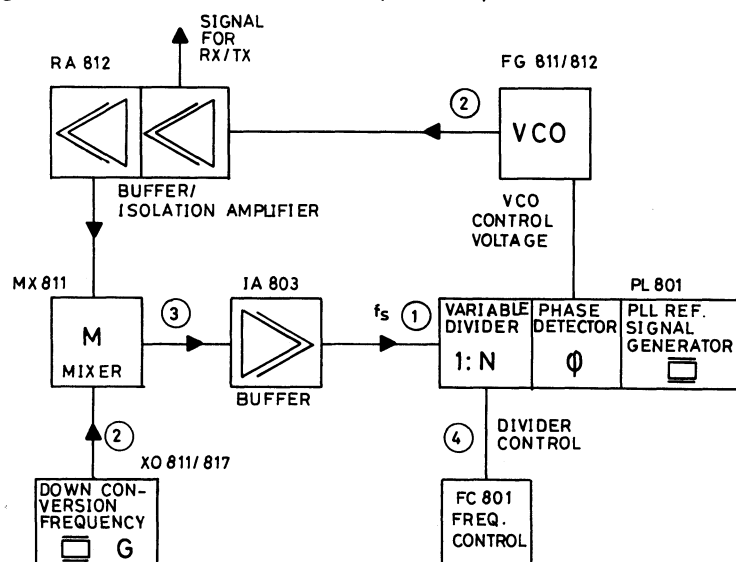 SIGNAL
FOR
RX/TX
RA 812
FG 811/812
2
VCO
BUFFER/
ISOLATION AMPLIFIER
VCO
CONTROL
VOLTAGE
MX 811
IA 803
PL 801
M
MIXER
3
BUFFER
fs
1
VARIABLE
DIVIDER
1:N
PHASE
DETECTOR
φ
PLL REF.
SIGNAL
GENERATOR
2
XO 811/817
DOWN CON-
VERSION
FREQUENCY
G
4
DIVIDER
CONTROL
FC 801
FREQ.
CONTROL